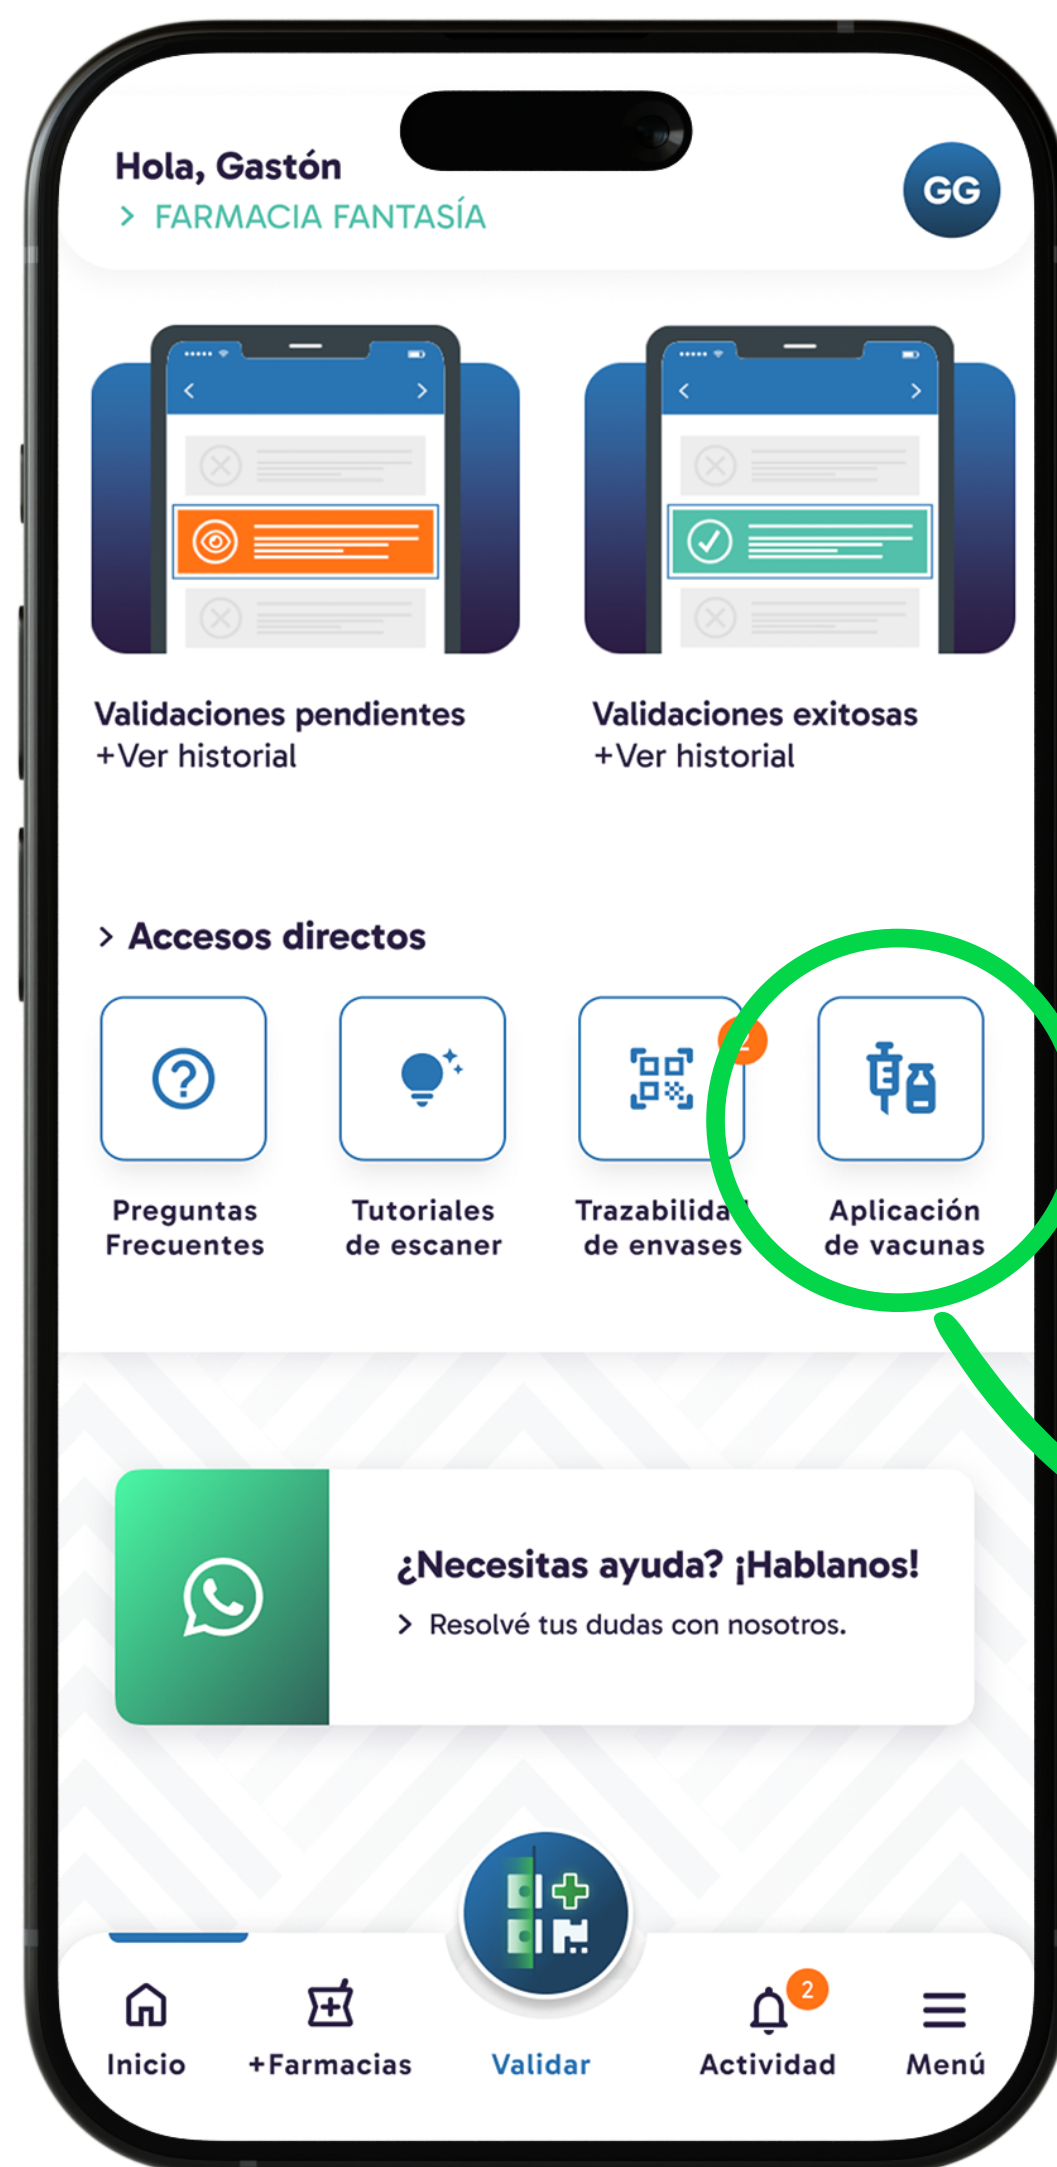 Hola, Gastón
> FARMACIA FANTASÍA
GG
Validaciones pendientes
+Ver historial
Validaciones exitosas
+Ver historial
> Accesos directos
2
Preguntas
Frecuentes
Tutoriales
de escaner
Trazabilidad
de envases
Aplicación
de vacunas
¿Necesitas ayuda? ¡Hablanos!
> Resolvé tus dudas con nosotros.
Inicio
+Farmacias
Validar
2
Actividad
Menú